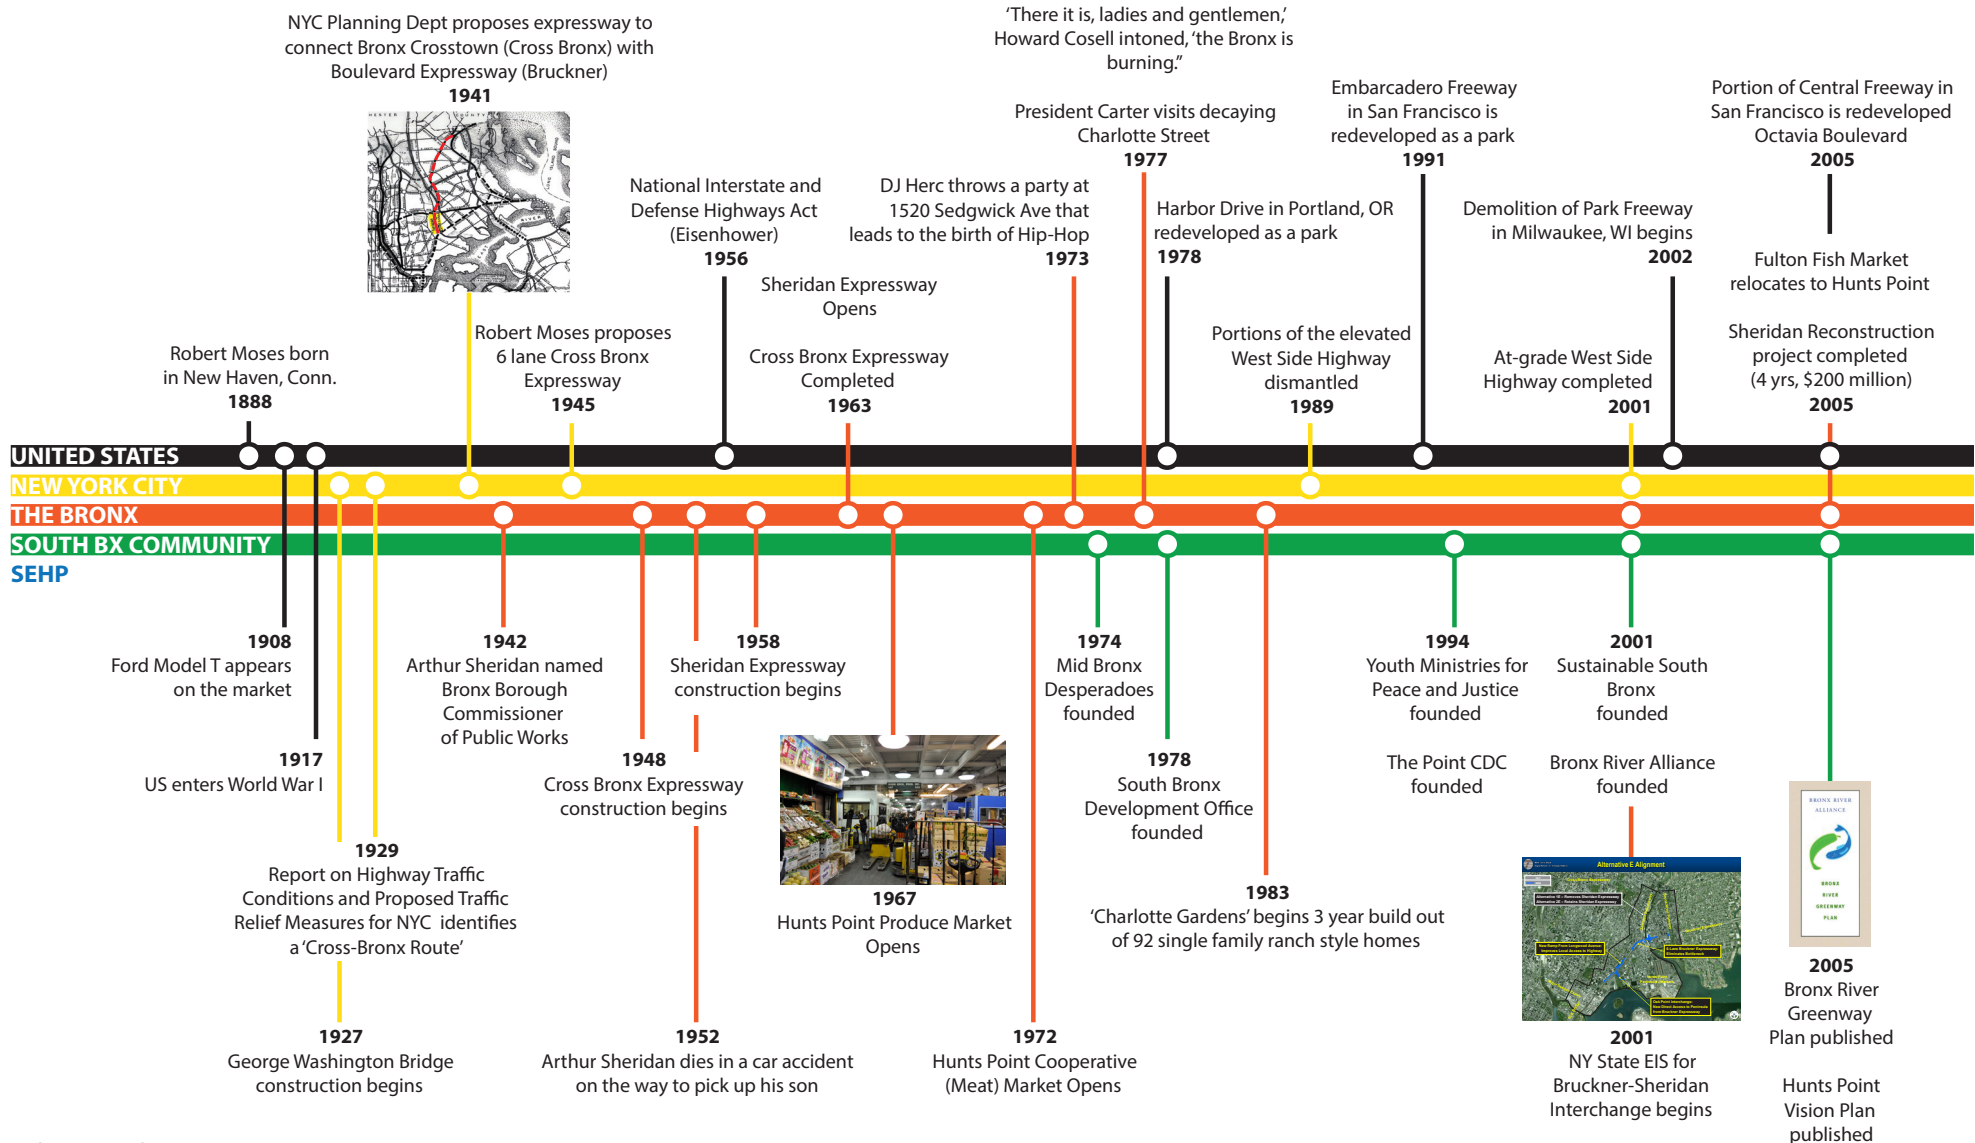 NYC Planning Dept proposes expressway to
connect Bronx Crosstown (Cross Bronx) with
Boulevard Expressway (Bruckner)
1941
'There it is, ladies and gentlemen,'
Howard Cosell intoned, 'the Bronx is
burning."
President Carter visits decaying
Charlotte Street
1977
Embarcadero Freeway
in San Francisco is
redeveloped as a park
1991
Portion of Central Freeway in
San Francisco is redeveloped
Octavia Boulevard
2005
National Interstate and
Defense Highways Act
(Eisenhower)
1956
DJ Herc throws a party at
1520 Sedgwick Ave that
leads to the birth of Hip-Hop
1973
Harbor Drive in Portland, OR
redeveloped as a park
1978
Demolition of Park Freeway
in Milwaukee, WI begins
2002
Fulton Fish Market
relocates to Hunts Point
Sheridan Expressway
Opens
Robert Moses born
in New Haven, Conn.
1888
Robert Moses proposes
6 lane Cross Bronx
Expressway
1945
Cross Bronx Expressway
Completed
1963
Portions of the elevated
West Side Highway
dismantled
1989
At-grade West Side
Highway completed
2001
Sheridan Reconstruction
project completed
(4 yrs, $200 million)
2005
UNITED STATES
NEW YORK CITY
THE BRONX
SOUTH BX COMMUNITY
SEHP
1908
Ford Model T appears
on the market
1917
US enters World War I
1942
Arthur Sheridan named
Bronx Borough
Commissioner
of Public Works
1948
Cross Bronx Expressway
construction begins
1958
Sheridan Expressway
construction begins
1974
Mid Bronx
Desperadoes
founded
1978
South Bronx
Development Office
founded
1994
Youth Ministries for
Peace and Justice
founded
The Point CDC
founded
2001
Sustainable South
Bronx
founded
Bronx River Alliance
founded
BRONX RIVER
ALLIANCE
BRONX
RIVER
GREENWAY
PLAN
1929
Report on Highway Traffic
Conditions and Proposed Traffic
Relief Measures for NYC identifies
a 'Cross-Bronx Route'
1967
Hunts Point Produce Market
Opens
1983
'Charlotte Gardens' begins 3 year build out
of 92 single family ranch style homes
Alternative E Alignment
2005
Bronx River
Greenway
Plan published
Hunts Point
Vision Plan
published
1927
George Washington Bridge
construction begins
1952
Arthur Sheridan dies in a car accident
on the way to pick up his son
1972
Hunts Point Cooperative
(Meat) Market Opens
2001
NY State EIS for
Bruckner-Sheridan
Interchange begins